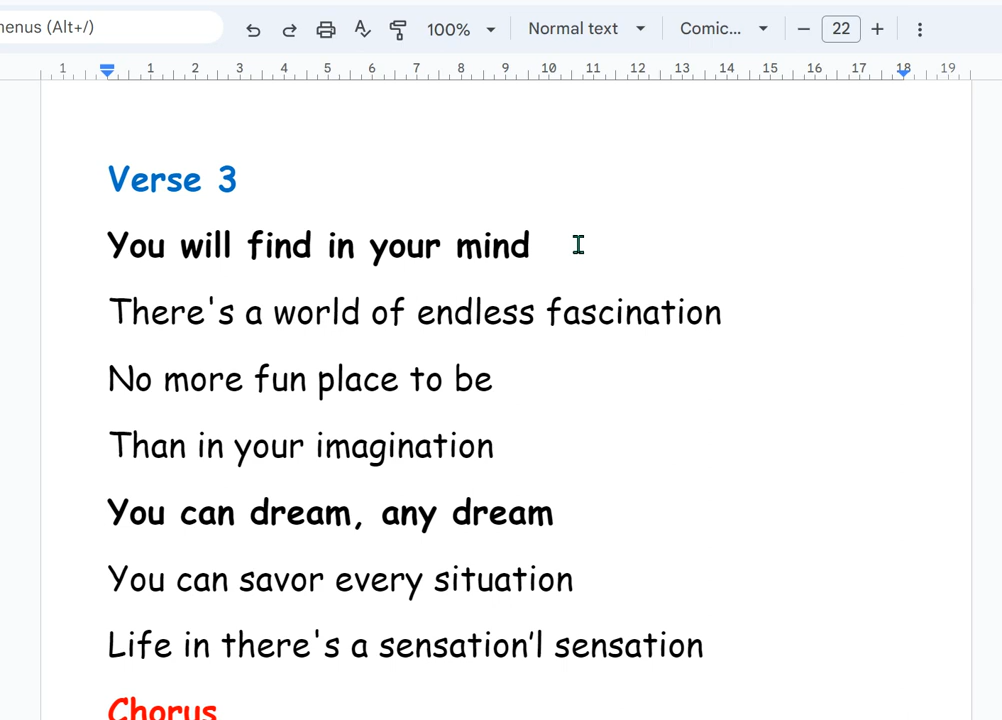 nenus (Alt+/) 100% Normal text Comic... − 22 +
1 1 2 3 4 5 6 7 8 9 10 11 12 13 14 15 16 17 18 19
Verse 3
You will find in your mind
There's a world of endless fascination
No more fun place to be
Than in your imagination
You can dream, any dream
You can savor every situation
Life in there's a sensation’l sensation
Chorus